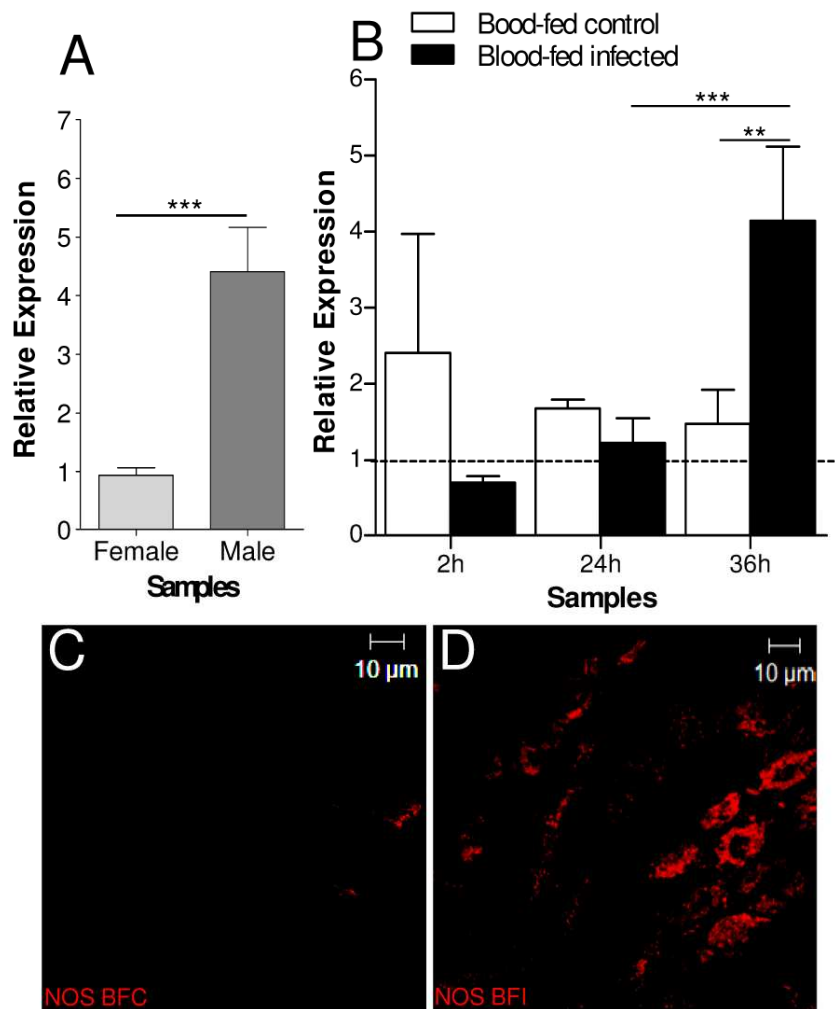 A
7
6
5
4
3
2
1
0
Relative Expression
***
Female Male
Samples
B
Bood-fed control
Blood-fed infected
6
5
4
3
2
1
0
Relative Expression
***
**
2h 24h 36h
Samples
C
10 µm
NOS BFC
D
10 µm
NOS BFI